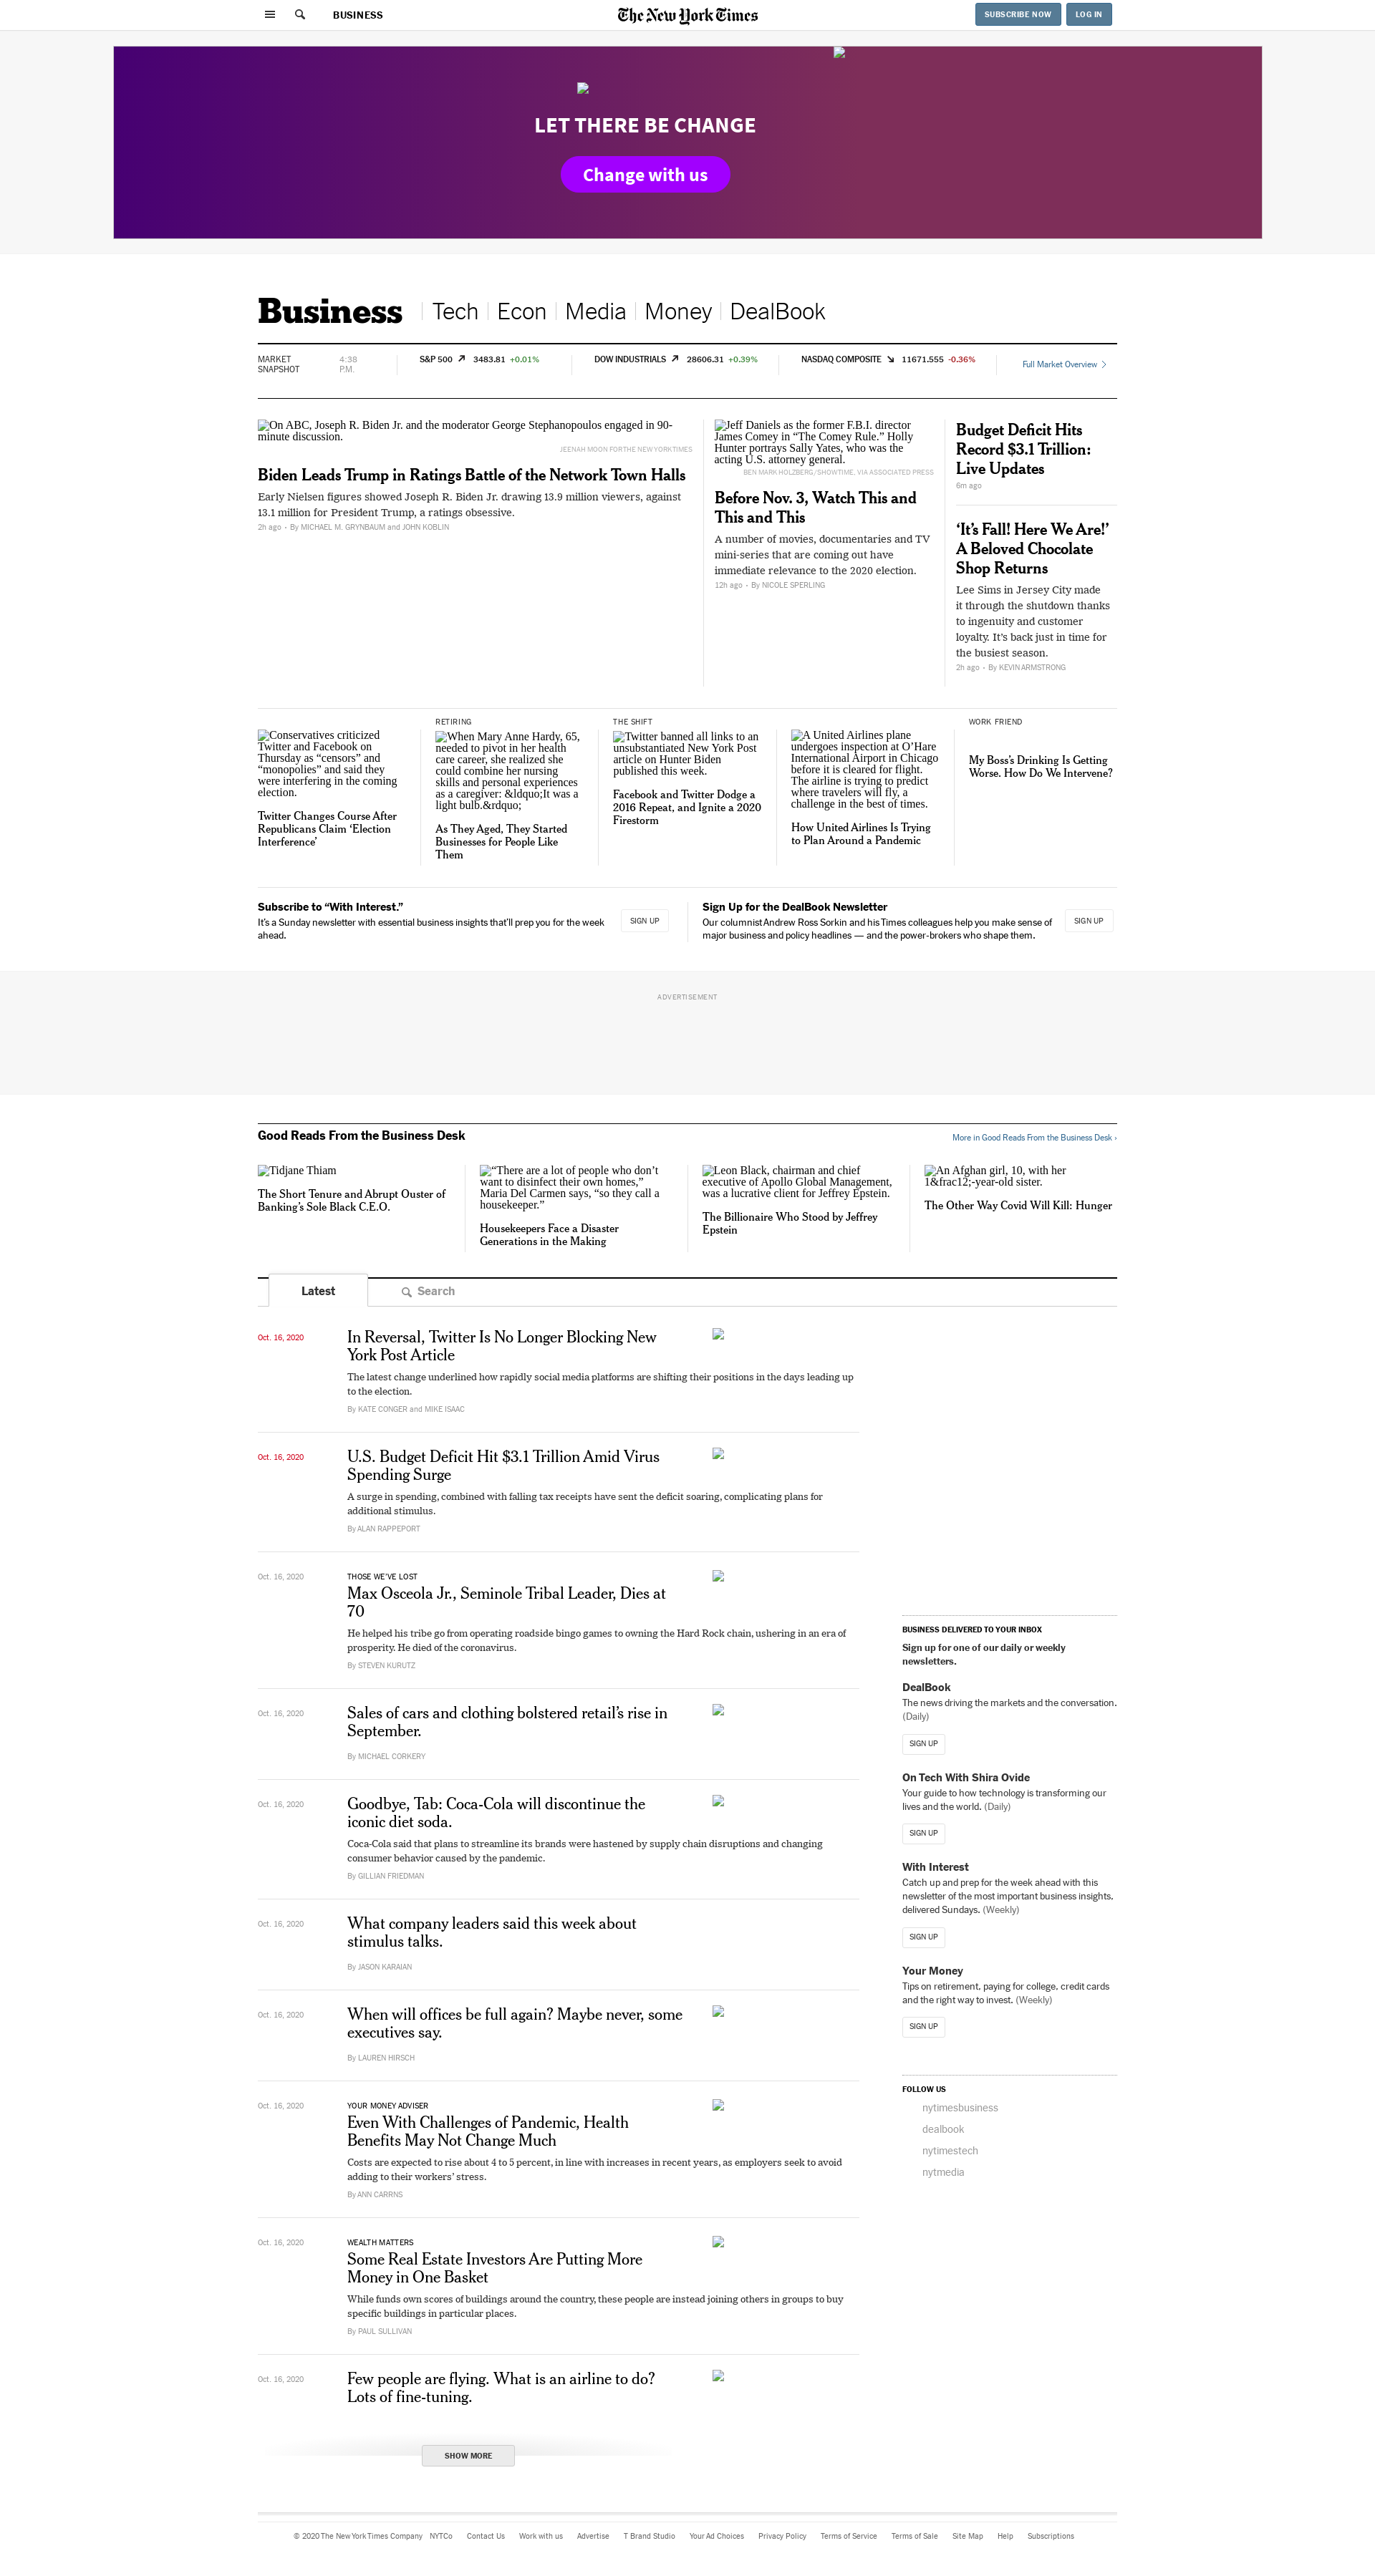 BUSINESS
The New York Times
SUBSCRIBE NOW
LOG IN
LET THERE BE CHANGE
Change with us
Business
Tech
Econ
Media
Money
DealBook
MARKET
SNAPSHOT
4:38
P.M.
S&P 500 3483.81 +0.01%
DOW INDUSTRIALS 28606.31 +0.39%
NASDAQ COMPOSITE 11671.555 -0.36%
Full Market Overview
On ABC, Joseph R. Biden Jr. and the moderator George Stephanopoulos engaged in 90-
minute discussion.
JEENAH MOON FOR THE NEW YORK TIMES
Biden Leads Trump in Ratings Battle of the Network Town Halls
Early Nielsen figures showed Joseph R. Biden Jr. drawing 13.9 million viewers, against
13.1 million for President Trump, a ratings obsessive.
2h ago • By MICHAEL M. GRYNBAUM and JOHN KOBLIN
Jeff Daniels as the former F.B.I. director
James Comey in “The Comey Rule.” Holly
Hunter portrays Sally Yates, who was the
acting U.S. attorney general.
BEN MARK HOLZBERG/SHOWTIME, VIA ASSOCIATED PRESS
Before Nov. 3, Watch This and
This and This
A number of movies, documentaries and TV
mini-series that are coming out have
immediate relevance to the 2020 election.
12h ago • By NICOLE SPERLING
Budget Deficit Hits
Record $3.1 Trillion:
Live Updates
6m ago
‘It’s Fall! Here We Are!’
A Beloved Chocolate
Shop Returns
Lee Sims in Jersey City made
it through the shutdown thanks
to ingenuity and customer
loyalty. It’s back just in time for
the busiest season.
2h ago • By KEVIN ARMSTRONG
Conservatives criticized
Twitter and Facebook on
Thursday as “censors” and
“monopolies” and said they
were interfering in the coming
election.
Twitter Changes Course After
Republicans Claim ‘Election
Interference’
RETIRING
When Mary Anne Hardy, 65,
needed to pivot in her health
care career, she realized she
could combine her nursing
skills and personal experiences
as a caregiver: &ldquo;It was a
light bulb.&rdquo;
As They Aged, They Started
Businesses for People Like
Them
THE SHIFT
Twitter banned all links to an
unsubstantiated New York Post
article on Hunter Biden
published this week.
Facebook and Twitter Dodge a
2016 Repeat, and Ignite a 2020
Firestorm
A United Airlines plane
undergoes inspection at O’Hare
International Airport in Chicago
before it is cleared for flight.
The airline is trying to predict
where travelers will fly, a
challenge in the best of times.
How United Airlines Is Trying
to Plan Around a Pandemic
WORK FRIEND
My Boss’s Drinking Is Getting
Worse. How Do We Intervene?
Subscribe to “With Interest.”
It’s a Sunday newsletter with essential business insights that’ll prep you for the week
ahead.
SIGN UP
Sign Up for the DealBook Newsletter
Our columnist Andrew Ross Sorkin and his Times colleagues help you make sense of
major business and policy headlines — and the power-brokers who shape them.
SIGN UP
ADVERTISEMENT
Good Reads From the Business Desk
More in Good Reads From the Business Desk ›
Tidjane Thiam
The Short Tenure and Abrupt Ouster of
Banking’s Sole Black C.E.O.
“There are a lot of people who don’t
want to disinfect their own homes,”
Maria Del Carmen says, “so they call a
housekeeper.”
Housekeepers Face a Disaster
Generations in the Making
Leon Black, chairman and chief
executive of Apollo Global Management,
was a lucrative client for Jeffrey Epstein.
The Billionaire Who Stood by Jeffrey
Epstein
An Afghan girl, 10, with her
1&frac12;-year-old sister.
The Other Way Covid Will Kill: Hunger
Latest
Search
Oct. 16, 2020
In Reversal, Twitter Is No Longer Blocking New
York Post Article
The latest change underlined how rapidly social media platforms are shifting their positions in the days leading up
to the election.
By KATE CONGER and MIKE ISAAC
Oct. 16, 2020
U.S. Budget Deficit Hit $3.1 Trillion Amid Virus
Spending Surge
A surge in spending, combined with falling tax receipts have sent the deficit soaring, complicating plans for
additional stimulus.
By ALAN RAPPEPORT
Oct. 16, 2020
THOSE WE’VE LOST
Max Osceola Jr., Seminole Tribal Leader, Dies at
70
He helped his tribe go from operating roadside bingo games to owning the Hard Rock chain, ushering in an era of
prosperity. He died of the coronavirus.
By STEVEN KURUTZ
Oct. 16, 2020
Sales of cars and clothing bolstered retail’s rise in
September.
By MICHAEL CORKERY
Oct. 16, 2020
Goodbye, Tab: Coca-Cola will discontinue the
iconic diet soda.
Coca-Cola said that plans to streamline its brands were hastened by supply chain disruptions and changing
consumer behavior caused by the pandemic.
By GILLIAN FRIEDMAN
Oct. 16, 2020
What company leaders said this week about
stimulus talks.
By JASON KARAIAN
Oct. 16, 2020
When will offices be full again? Maybe never, some
executives say.
By LAUREN HIRSCH
Oct. 16, 2020
YOUR MONEY ADVISER
Even With Challenges of Pandemic, Health
Benefits May Not Change Much
Costs are expected to rise about 4 to 5 percent, in line with increases in recent years, as employers seek to avoid
adding to their workers’ stress.
By ANN CARRNS
Oct. 16, 2020
WEALTH MATTERS
Some Real Estate Investors Are Putting More
Money in One Basket
While funds own scores of buildings around the country, these people are instead joining others in groups to buy
specific buildings in particular places.
By PAUL SULLIVAN
Oct. 16, 2020
Few people are flying. What is an airline to do?
Lots of fine-tuning.
SHOW MORE
BUSINESS DELIVERED TO YOUR INBOX
Sign up for one of our daily or weekly
newsletters.
DealBook
The news driving the markets and the conversation.
(Daily)
SIGN UP
On Tech With Shira Ovide
Your guide to how technology is transforming our
lives and the world. (Daily)
SIGN UP
With Interest
Catch up and prep for the week ahead with this
newsletter of the most important business insights,
delivered Sundays. (Weekly)
SIGN UP
Your Money
Tips on retirement, paying for college, credit cards
and the right way to invest. (Weekly)
SIGN UP
FOLLOW US
nytimesbusiness
dealbook
nytimestech
nytmedia
© 2020 The New York Times Company NYTCo Contact Us Work with us Advertise T Brand Studio Your Ad Choices Privacy Policy Terms of Service Terms of Sale Site Map Help Subscriptions